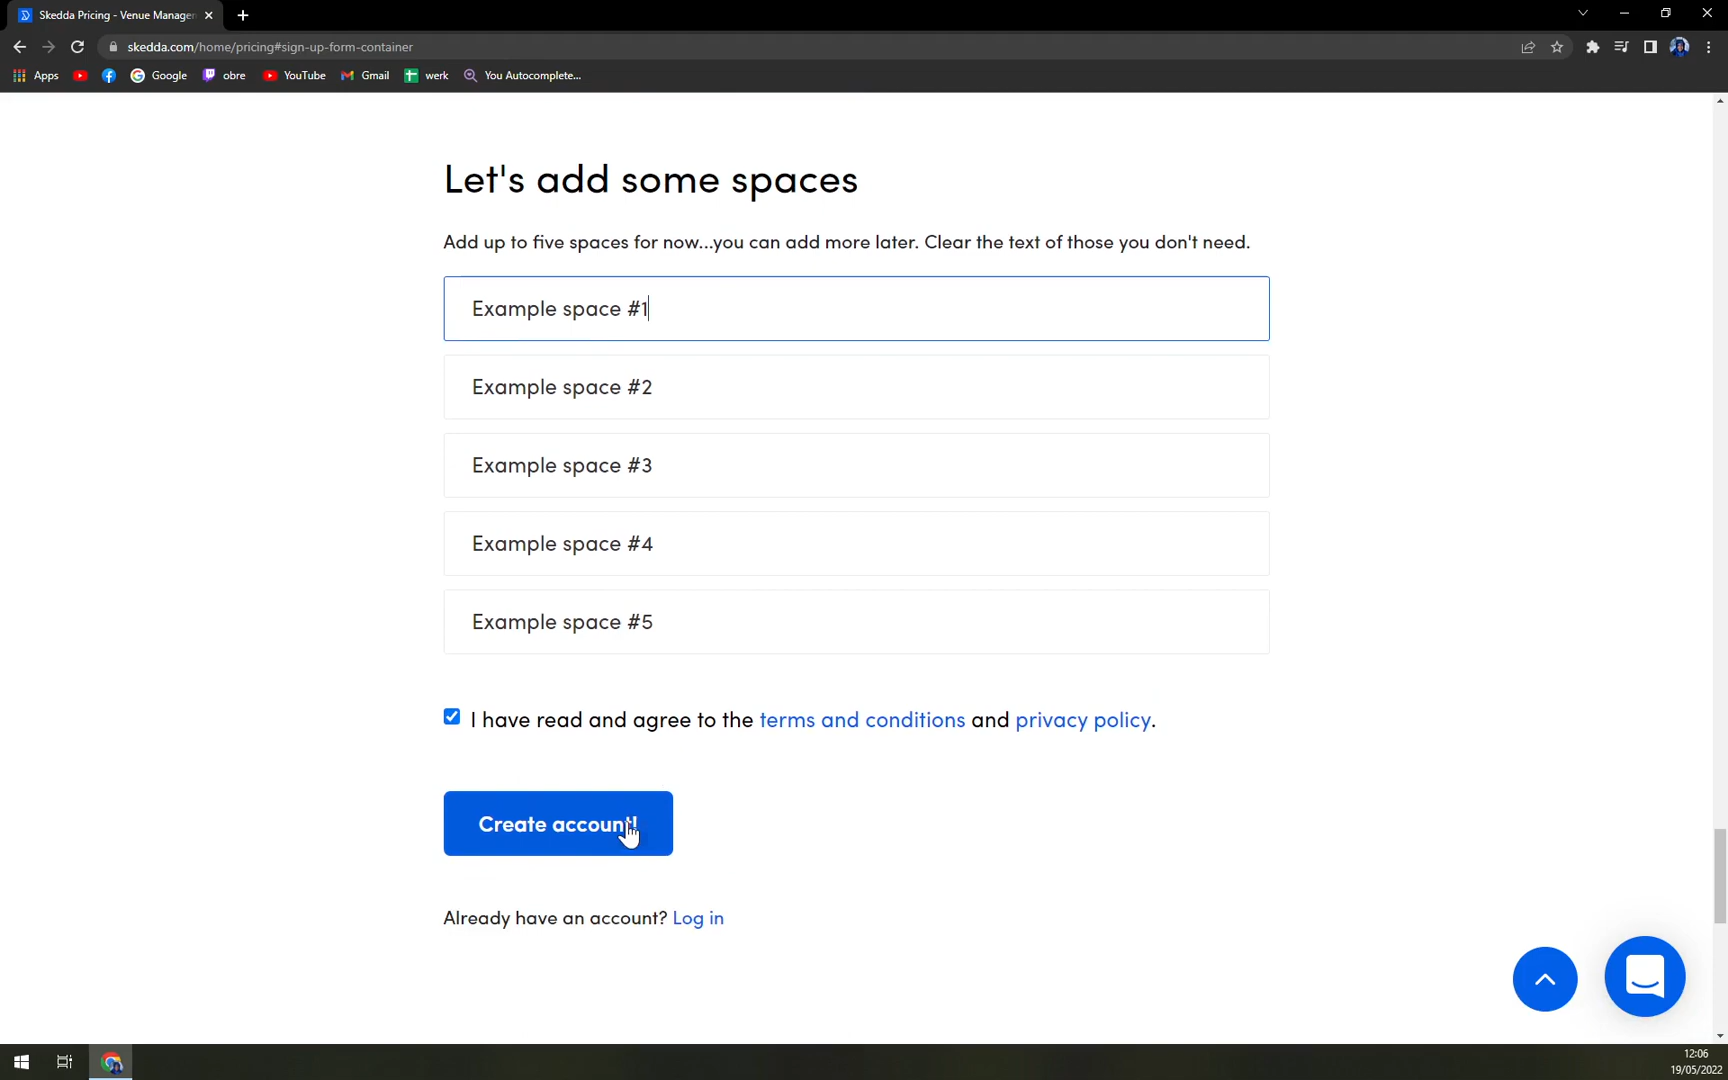 Skedda Pricing - Venue Manage
skedda.com/home/pricing#sign-up-form-container
Apps
Google
obre
YouTube
Gmail
werk
You Autocomplete...
Let's add some spaces
Add up to five spaces for now...you can add more later. Clear the text of those you don't need.
Example space #1
Example space #2
Example space #3
Example space #4
Example space #5
I have read and agree to the terms and conditions and privacy policy.
Create account!
Already have an account? Log in
12:06
19/05/2022